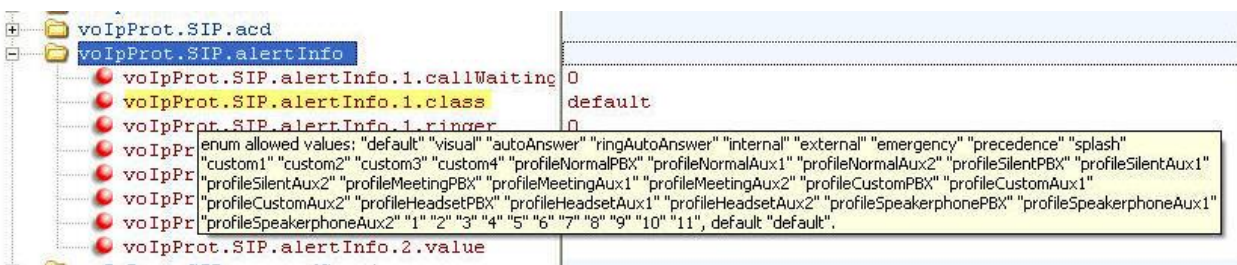 voIpProt.SIP.acd
voIpProt.SIP.alertInfo
voIpProt.SIP.alertInfo.1.callWaiting 0
voIpProt.SIP.alertInfo.1.class default
voIpProt.SIP.alertInfo.1.ringer 0
voIpPr
voIpPr
voIpPr
voIpPr
enum allowed values: "default" "visual" "autoAnswer" "ringAutoAnswer" "internal" "external" "emergency" "precedence" "splash"
"custom1" "custom2" "custom3" "custom4" "profileNormalPBX" "profileNormalAux1" "profileNormalAux2" "profileSilentPBX" "profileSilentAux1"
"profileSilentAux2" "profileMeetingPBX" "profileMeetingAux1" "profileMeetingAux2" "profileCustomPBX" "profileCustomAux1"
"profileCustomAux2" "profileHeadsetPBX" "profileHeadsetAux1" "profileHeadsetAux2" "profileSpeakerphonePBX" "profileSpeakerphoneAux1"
"profileSpeakerphoneAux2" "1" "2" "3" "4" "5" "6" "7" "8" "9" "10" "11", default "default".
voIpProt.SIP.alertInfo.2.value